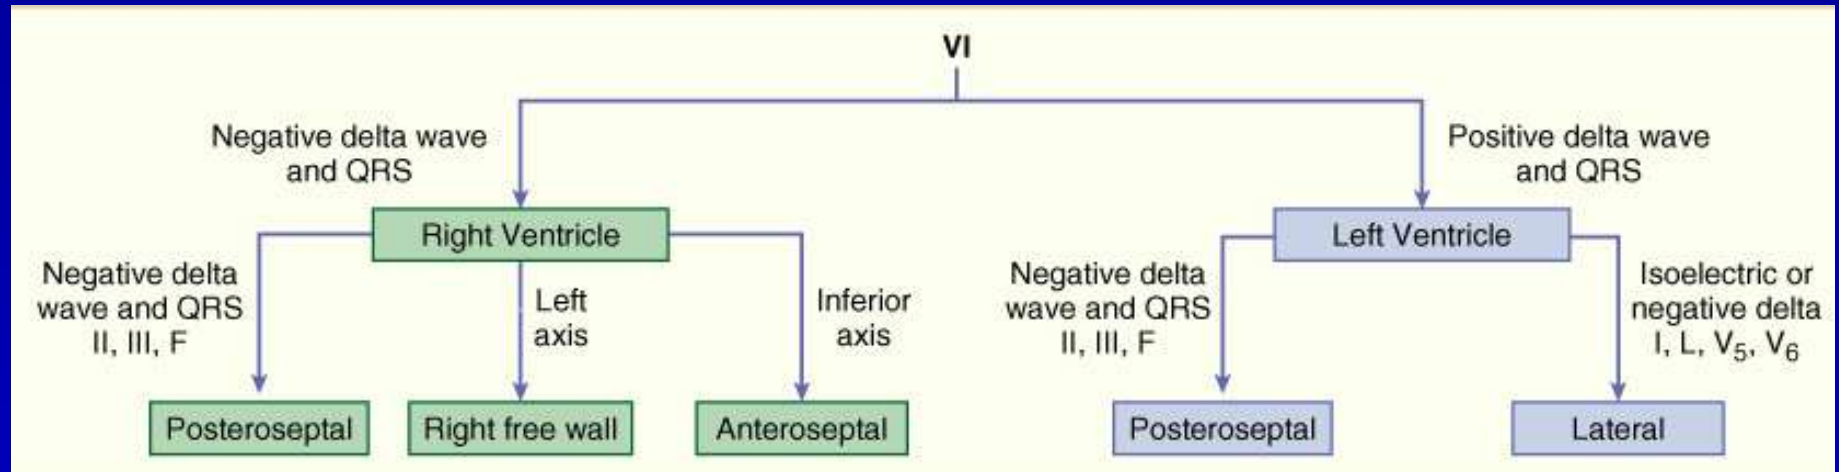 VI
Negative delta wave
and QRS
Positive delta wave
and QRS
Right Ventricle
Left Ventricle
Negative delta
wave and QRS
II, III, F
Left
axis
Inferior
axis
Negative delta
wave and QRS
II, III, F
Isoelectric or
negative delta
I, L, V5, V6
Posteroseptal
Right free wall
Anteroseptal
Posteroseptal
Lateral